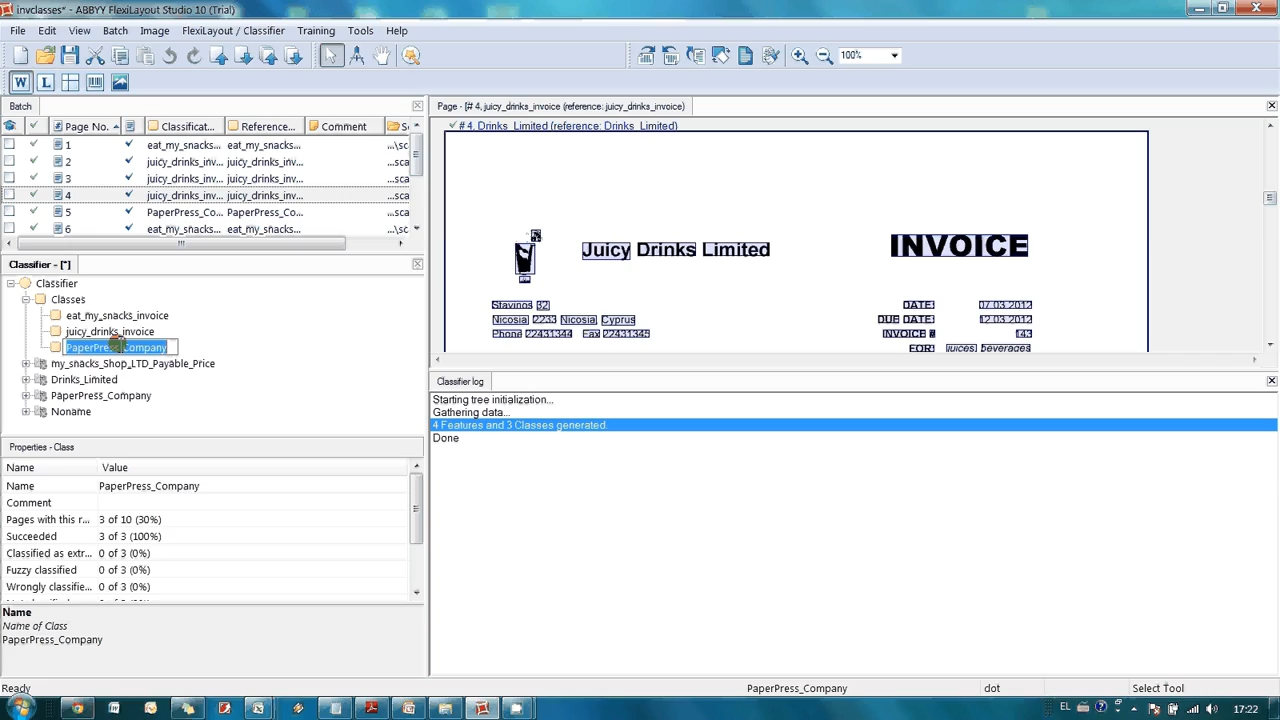 invclasses* - ABBYY FlexiLayout Studio 10 (Trial)
File Edit View Batch Image FlexiLayout / Classifier Training Tools Help
100%
W L
Batch
Page - [# 4, juicy_drinks_invoice (reference: juicy_drinks_invoice)
Page No. Classificat... Reference... Comment Sc
1 eat_my_snacks... eat_my_snacks... ...\sca
2 juicy_drinks_inv... juicy_drinks_inv... ...sca
3 juicy_drinks_inv... juicy_drinks_inv... ...sca
4 juicy_drinks_inv... juicy_drinks_inv... ...sca
5 PaperPress_Co... PaperPress_Co... ...sca
6 eat_my_snacks... eat_my_snacks... ...sca
# 4, Drinks_Limited (reference: Drinks_Limited)
Juicy Drinks Limited INVOICE
Stavinos 32 DATE: 07.03.2012
Nicosia, 2233 Nicosia, Cyprus DUE DATE: 12.03.2012
Phone 22431344 Fax 22431345 INVOICE # 143
FOR: juices, beverages
Classifier - [*]
Classifier
Classes
eat_my_snacks_invoice
juicy_drinks_invoice
PaperPress_Company
my_snacks_Shop_LTD_Payable_Price
Drinks_Limited
PaperPress_Company
Noname
Classifier log
Starting tree initialization...
Gathering data...
4 Features and 3 Classes generated.
Done
Properties - Class
Name Value
Name PaperPress_Company
Comment
Pages with this r... 3 of 10 (30%)
Succeeded 3 of 3 (100%)
Classified as extr... 0 of 3 (0%)
Fuzzy classified 0 of 3 (0%)
Wrongly classifie... 0 of 3 (0%)
Name
Name of Class
PaperPress_Company
Ready PaperPress_Company dot Select Tool
EL 17:22